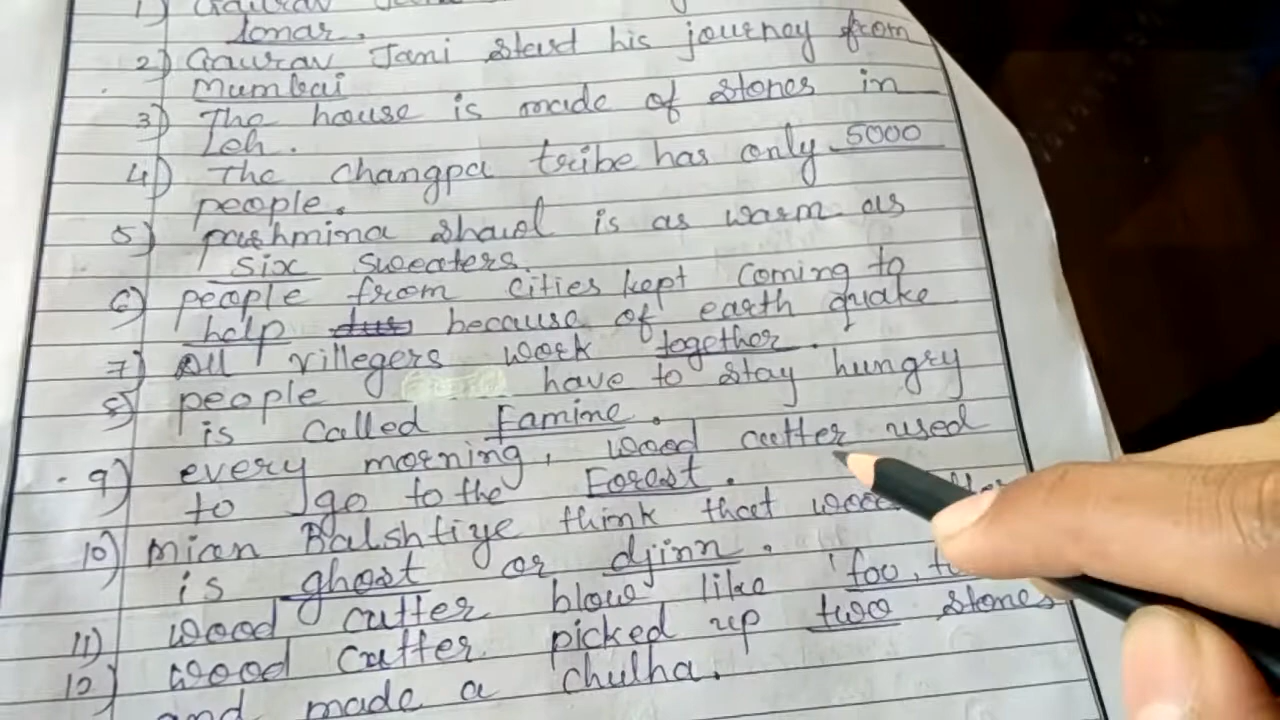 1) Gaurav
Lonar.
2) Gaurav Jani start his journey from
Mumbai
3) The house is made of stones in
Leh.
4) The changpa tribe has only 5000
people.
5) pashmina shawl is as warm as
six sweaters.
6) people from cities kept coming to
help because of earth quake
7) All villegers work together.
8) people have to stay hungry
is called Famine.
9) every morning, wood cutter used
to go to the Forest.
10) mian Balshtiye think that wood
is ghost or djinn.
11) wood cutter blow like 'foo,
12) wood cutter picked up two stones
and made a chulha.